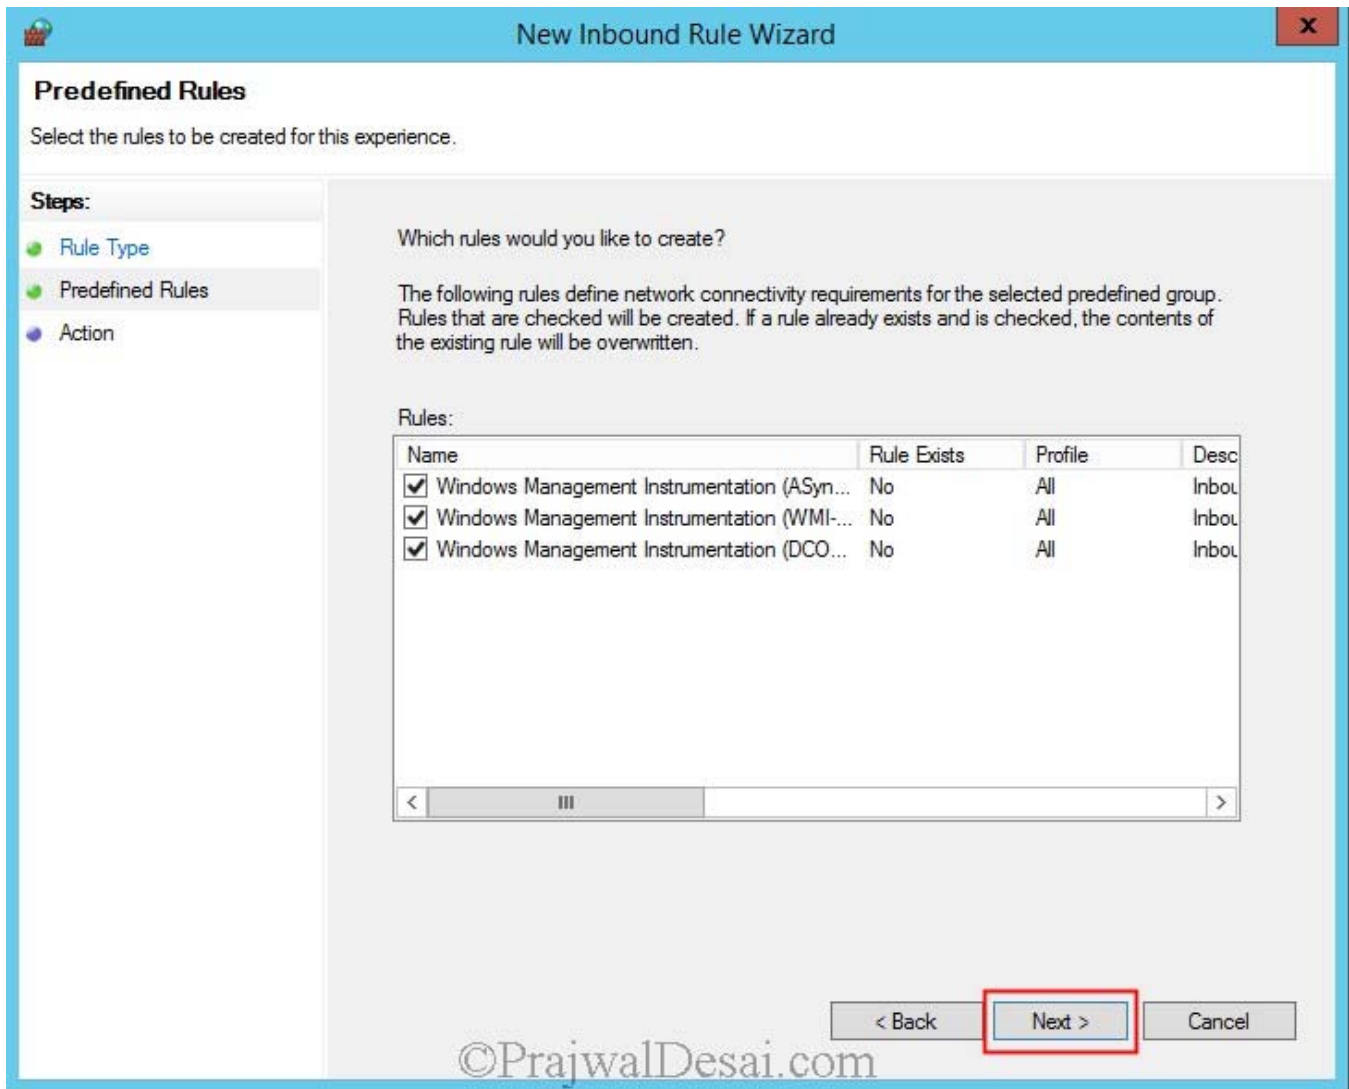 New Inbound Rule Wizard
x
Predefined Rules
Select the rules to be created for this experience.
Steps:
Rule Type
Predefined Rules
Action
Which rules would you like to create?
The following rules define network connectivity requirements for the selected predefined group.
Rules that are checked will be created. If a rule already exists and is checked, the contents of
the existing rule will be overwritten.
Rules:
Name Rule Exists Profile Desc
Windows Management Instrumentation (ASyn... No All Inbou
Windows Management Instrumentation (WMI-... No All Inbou
Windows Management Instrumentation (DCO... No All Inbou
< Back Next > Cancel
©PrajwalDesai.com